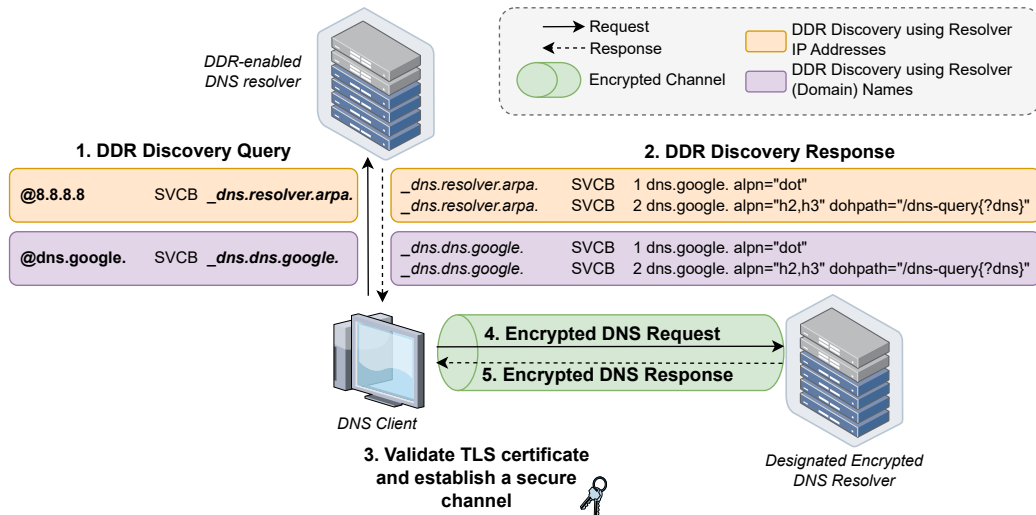 DDR-enabled
DNS resolver
Request
Response
Encrypted Channel
DDR Discovery using Resolver
IP Addresses
DDR Discovery using Resolver
(Domain) Names
1. DDR Discovery Query
2. DDR Discovery Response
@8.8.8.8 SVCB _dns.resolver.arpa.
_dns.resolver.arpa. SVCB 1 dns.google. alpn="dot"
_dns.resolver.arpa. SVCB 2 dns.google. alpn="h2,h3" dohpath="/dns-query{?dns}"
@dns.google. SVCB _dns.dns.google.
_dns.dns.google. SVCB 1 dns.google. alpn="dot"
_dns.dns.google. SVCB 2 dns.google. alpn="h2,h3" dohpath="/dns-query{?dns}"
4. Encrypted DNS Request
5. Encrypted DNS Response
DNS Client
3. Validate TLS certificate
and establish a secure
channel
Designated Encrypted
DNS Resolver